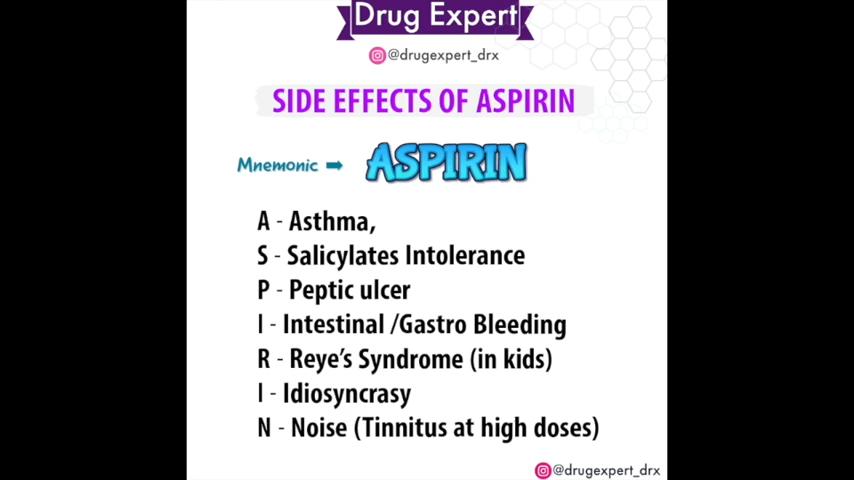 Drug Expert
@drugexpert_drx
SIDE EFFECTS OF ASPIRIN
Mnemonic ➡ ASPIRIN
A - Asthma,
S - Salicylates Intolerance
P - Peptic ulcer
I - Intestinal /Gastro Bleeding
R - Reye's Syndrome (in kids)
I - Idiosyncrasy
N - Noise (Tinnitus at high doses)
@drugexpert_drx